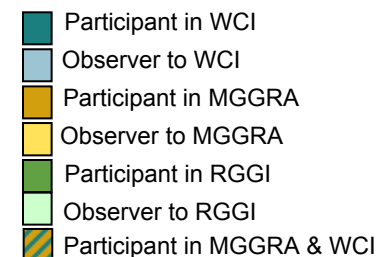 Participant in WCI
Observer to WCI
Participant in MGGRA
Observer to MGGRA
Participant in RGGI
Observer to RGGI
Participant in MGGRA & WCI